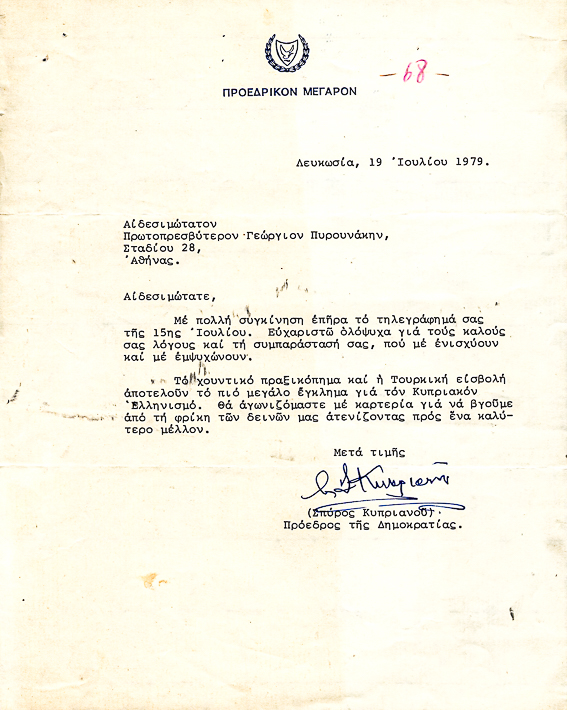 -68-
ΠΡΟΕΔΡΙΚΟΝ ΜΕΓΑΡΟΝ
Λευκωσία, 19 Ἰουλίου 1979.
Αἰδεσιμώτατον
Πρωτοπρεσβύτερον Γεώργιον Πυρουνάκην,
Σταδίου 28,
Ἀθήνας.
Αἰδεσιμώτατε,
Μέ πολλή συγκίνηση ἐπῆρα τό τηλεγράφημά σας
τῆς 15ης Ἰουλίου. Εὐχαριστῶ ὁλόψυχα γιά τούς καλούς
σας λόγους καί τή συμπαράστασή σας, πού μέ ἐνισχύουν
καί μέ ἐμψυχώνουν.
Τό χουντικό πραξικόπημα καί ἡ Τουρκική εἰσβολή
ἀποτελοῦν τό πιό μεγάλο ἔγκλημα γιά τόν Κυπριακόν
Ἑλληνισμό. Θά ἀγωνιζόμαστε μέ καρτερία γιά νά βγοῦμε
ἀπό τή φρίκη τῶν δεινῶν μας ἀτενίζοντας πρός ἕνα καλύ-
τερο μέλλον.
Μετά τιμῆς
(Σπύρος Κυπριανοῦ)
Πρόεδρος τῆς Δημοκρατίας.